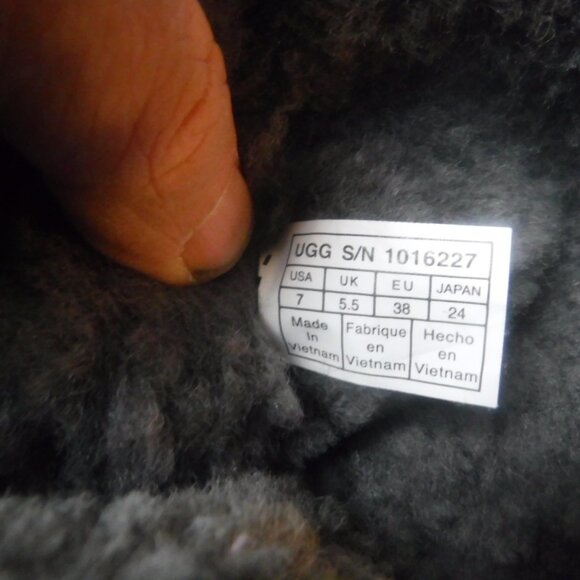 UGG S/N 1016227
USA UK EU JAPAN
7 5.5 38 24
Made Fabrique Hecho
In en en
Vietnam Vietnam Vietnam